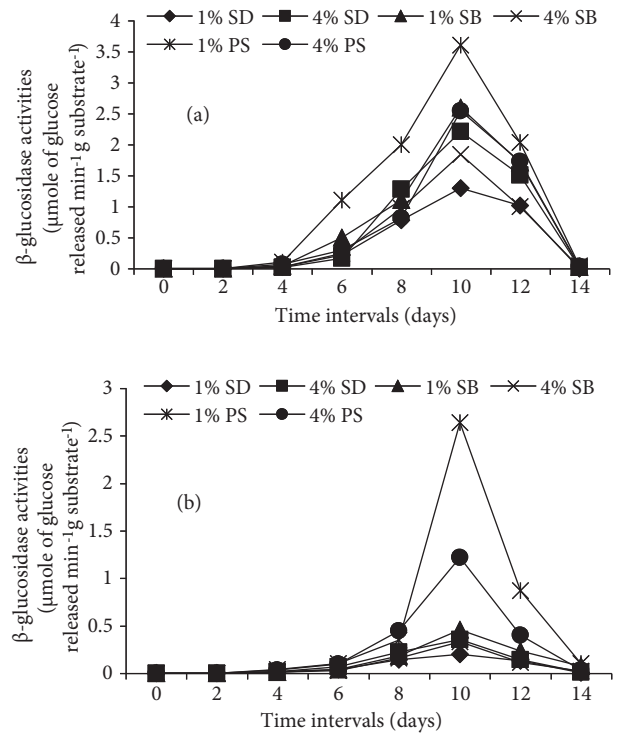 1% SD 4% SD 1% SB 4% SB
1% PS 4% PS
4
3.5
3
2.5
2
1.5
1
0.5
0
β-glucosidase activities
(μmole of glucose
released min⁻¹g substrate⁻¹)
(a)
0 2 4 6 8 10 12 14
Time intervals (days)
1% SD 4% SD 1% SB 4% SB
1% PS 4% PS
3
2.5
2
1.5
1
0.5
0
β-glucosidase activities
(μmole of glucose
released min⁻¹g substrate⁻¹)
(b)
0 2 4 6 8 10 12 14
Time intervals (days)